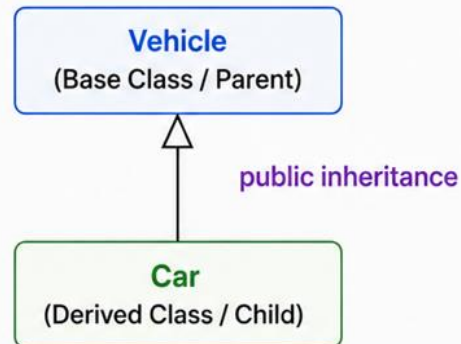 Vehicle
(Base Class / Parent)
public inheritance
Car
(Derived Class / Child)